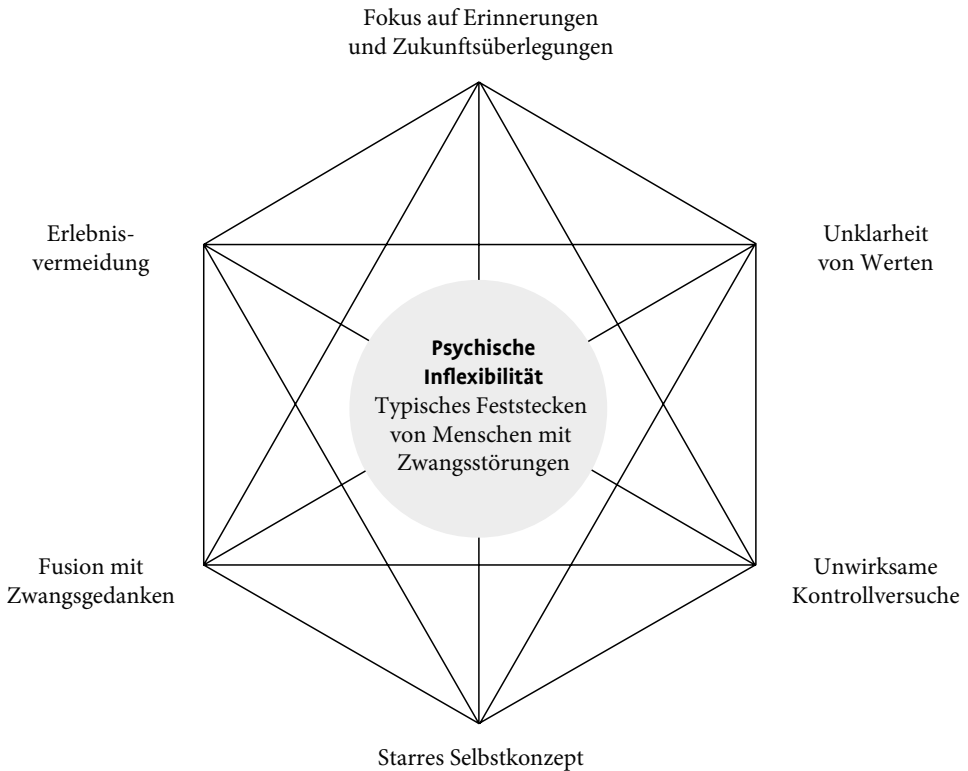 Fokus auf Erinnerungen
und Zukunftsüberlegungen
Erlebnis-
vermeidung
Unklarheit
von Werten
Psychische
Inflexibilität
Typisches Feststecken
von Menschen mit
Zwangsstörungen
Fusion mit
Zwangsgedanken
Unwirksame
Kontrollversuche
Starres Selbstkonzept